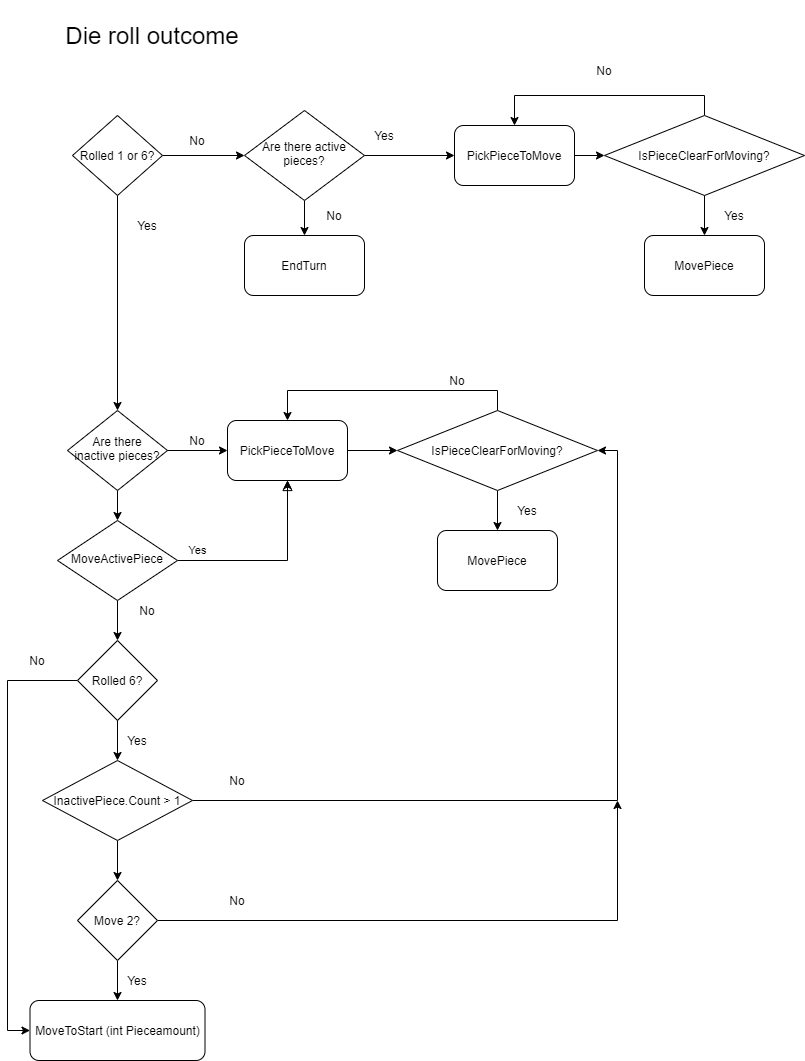 Die roll outcome
No
Rolled 1 or 6?
No
Are there active
pieces?
Yes
PickPieceToMove
IsPieceClearForMoving?
Yes
No
Yes
EndTurn
MovePiece
No
Are there
inactive pieces?
No
PickPieceToMove
IsPieceClearForMoving?
Yes
MoveActivePiece
Yes
MovePiece
No
No
Rolled 6?
Yes
No
InactivePiece.Count > 1
No
Move 2?
Yes
MoveToStart (int Pieceamount)